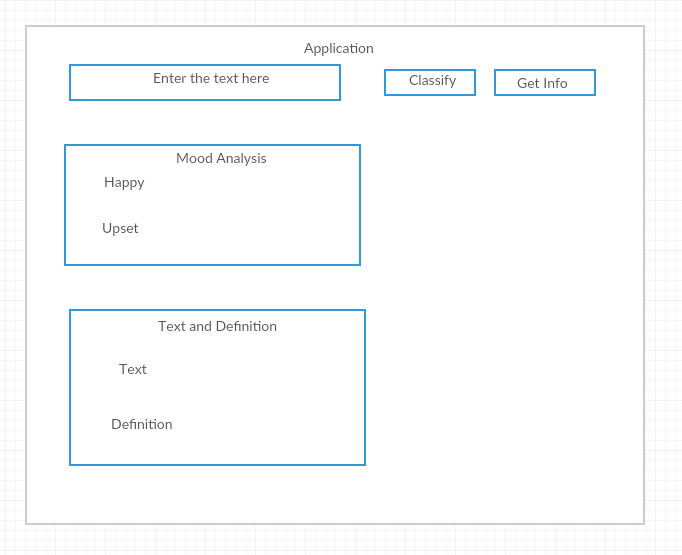 Application
Enter the text here
Classify
Get Info
Mood Analysis
Happy
Upset
Text and Definition
Text
Definition